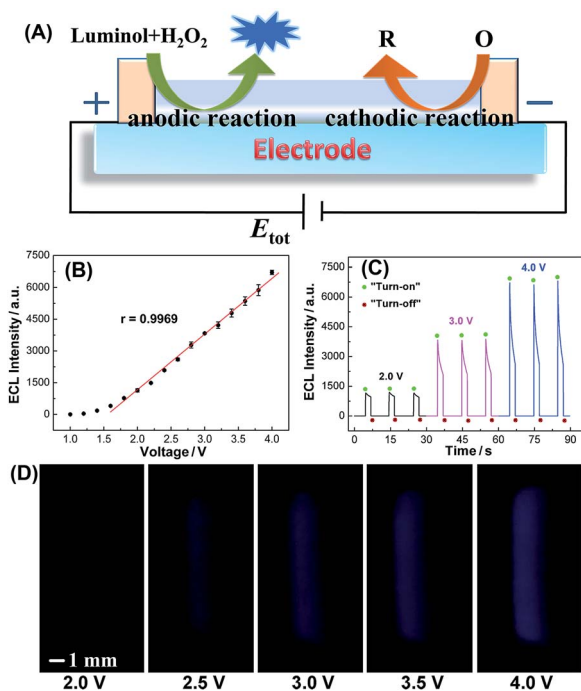 (A)
Luminol+H₂O₂
R
O
+
−
anodic reaction
cathodic reaction
Electrode
E_tot
(B)
ECL Intensity / a.u.
7500
6000
4500
3000
1500
0
r = 0.9969
1.0 1.5 2.0 2.5 3.0 3.5 4.0
Voltage / V
(C)
ECL Intensity / a.u.
7500
6000
4500
3000
1500
0
"Turn-on"
"Turn-off"
2.0 V
3.0 V
4.0 V
0 15 30 45 60 75 90
Time / s
(D)
1 mm
2.0 V 2.5 V 3.0 V 3.5 V 4.0 V